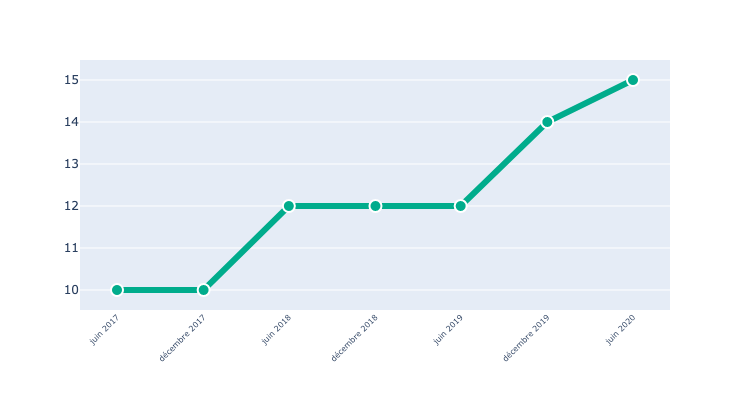 15
14
13
12
11
10
juin 2017
décembre 2017
juin 2018
décembre 2018
juin 2019
décembre 2019
juin 2020